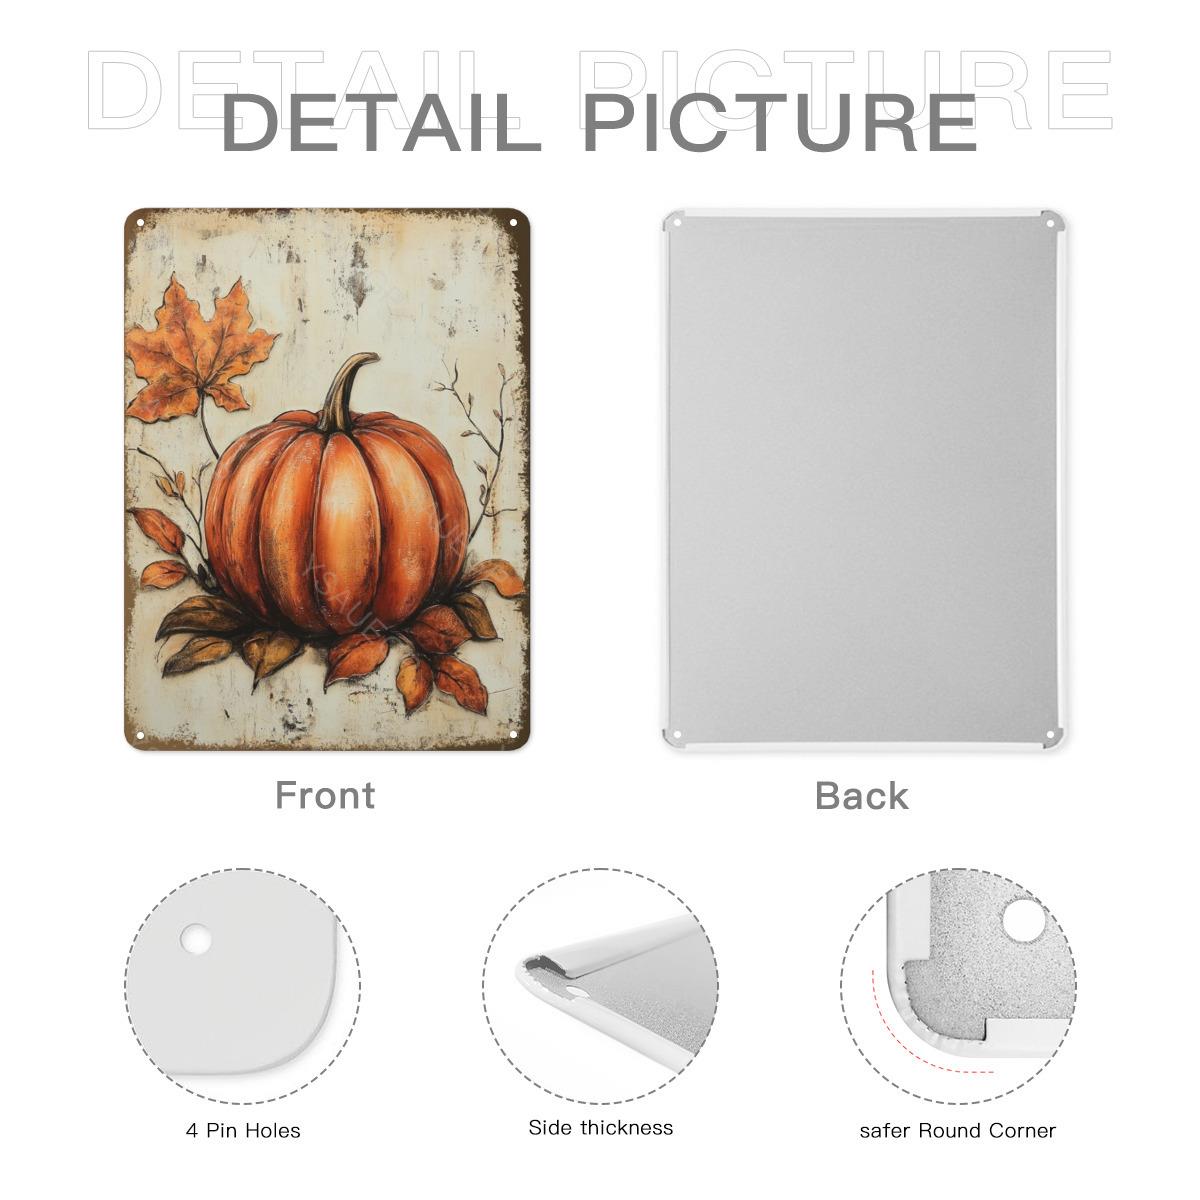 DETAIL PICTURE
DETAIL PICTURE
Front
Back
4 Pin Holes
Side thickness
safer Round Corner